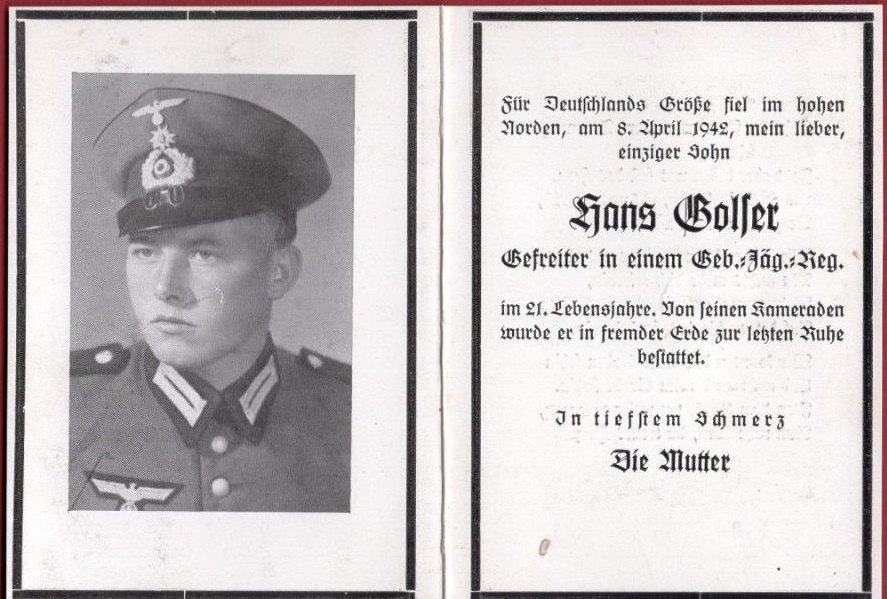 Für Deutschlands Größe fiel im hohen
Norden, am 8. April 1942, mein lieber,
einziger Sohn
Hans Golser
Gefreiter in einem Geb.-Jäg.-Reg.
im 21. Lebensjahre. Von seinen Kameraden
wurde er in fremder Erde zur letzten Ruhe
bestattet.
In tiefstem Schmerz
Die Mutter